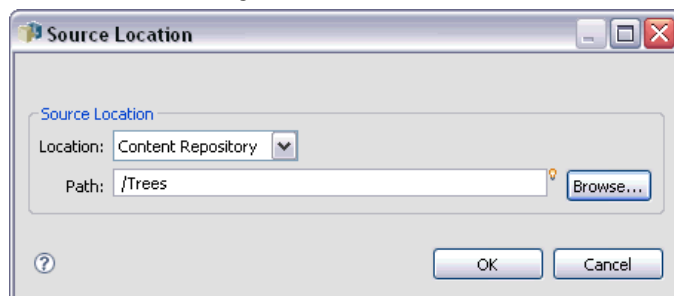 Source Location
Source Location
Location: Content Repository
Path: /Trees Browse...
OK Cancel